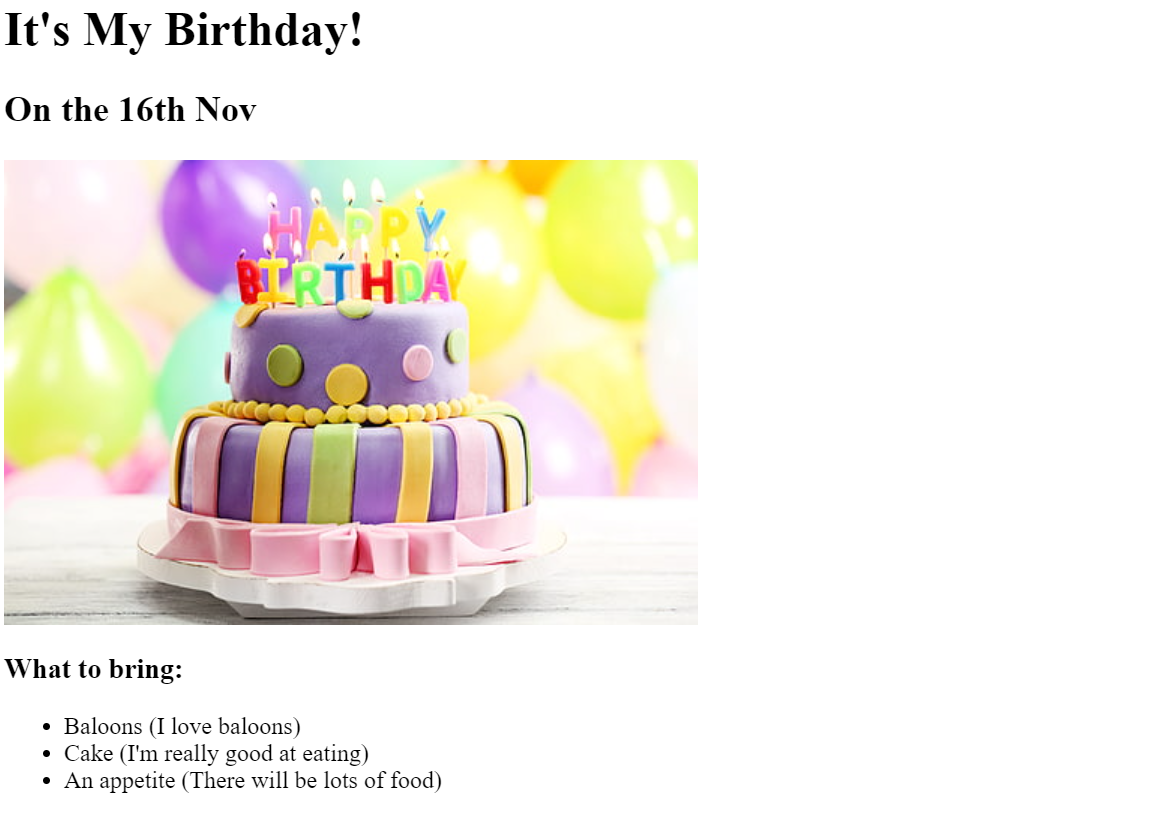 It's My Birthday!
On the 16th Nov
HAPPY
BIRTHDAY
What to bring:
Baloons (I love baloons)
Cake (I'm really good at eating)
An appetite (There will be lots of food)